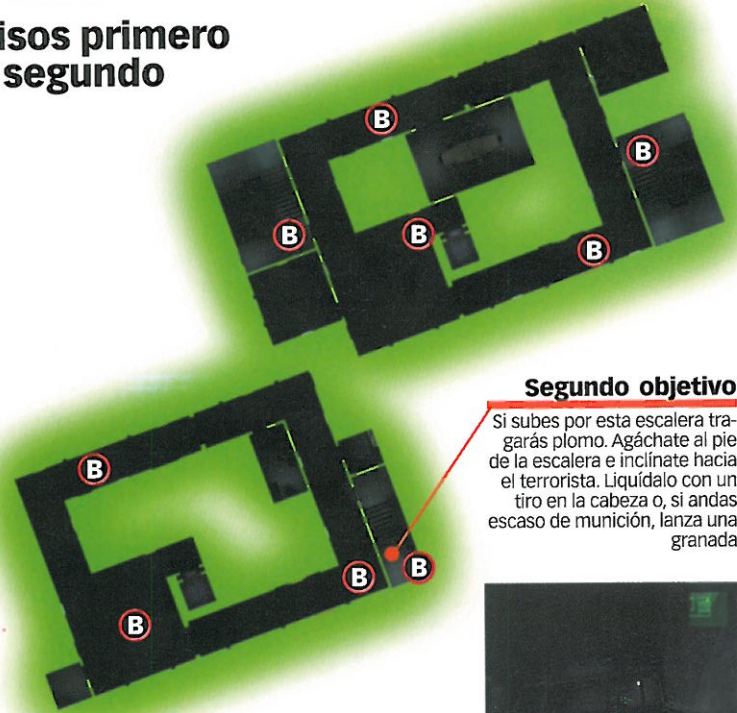 isos primero
segundo
B
B
B
B
B
Segundo objetivo
Si subes por esta escalera tra-
garás plomo. Agáchate al pie
de la escalera e inclínate hacia
el terrorista. Liquídalo con un
tiro en la cabeza o, si andas
escaso de munición, lanza una
granada
B
B
B
B